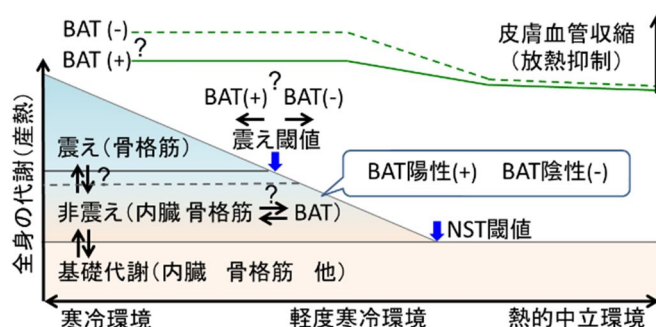 BAT (-)
?
BAT (+)
皮膚血管収縮
(放熱抑制)
?
BAT(+) BAT(-)
震え閾値
震え(骨格筋)
?
BAT陽性(+) BAT陰性(-)
?
非震え(内臓 骨格筋 BAT)
NST閾値
基礎代謝(内臓 骨格筋 他)
全身の代謝(産熱)
寒冷環境 軽度寒冷環境 熱的中立環境